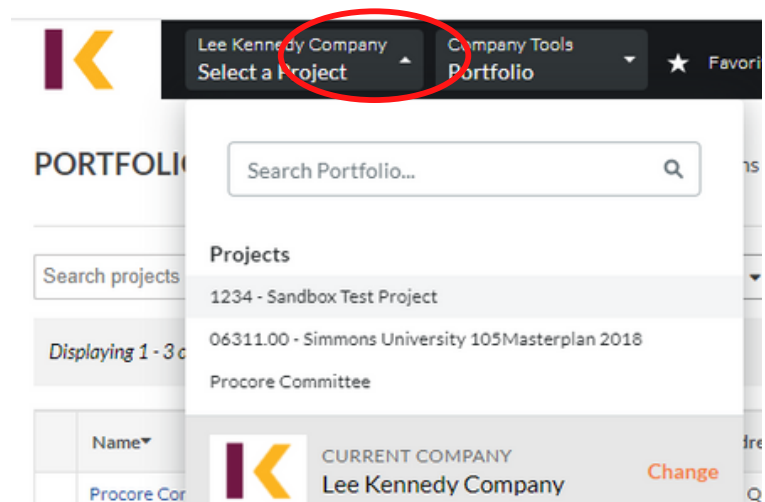 Lee Kennedy Company
Select a Project
Company Tools
Portfolio
Favori
PORTFOLI
ns
Search Portfolio...
Projects
Search projects
1234 - Sandbox Test Project
06311.00 - Simmons University 105Masterplan 2018
Displaying 1 - 3 o
Procore Committee
Name
CURRENT COMPANY
Lee Kennedy Company
Change
dre
Procore Cor
Q